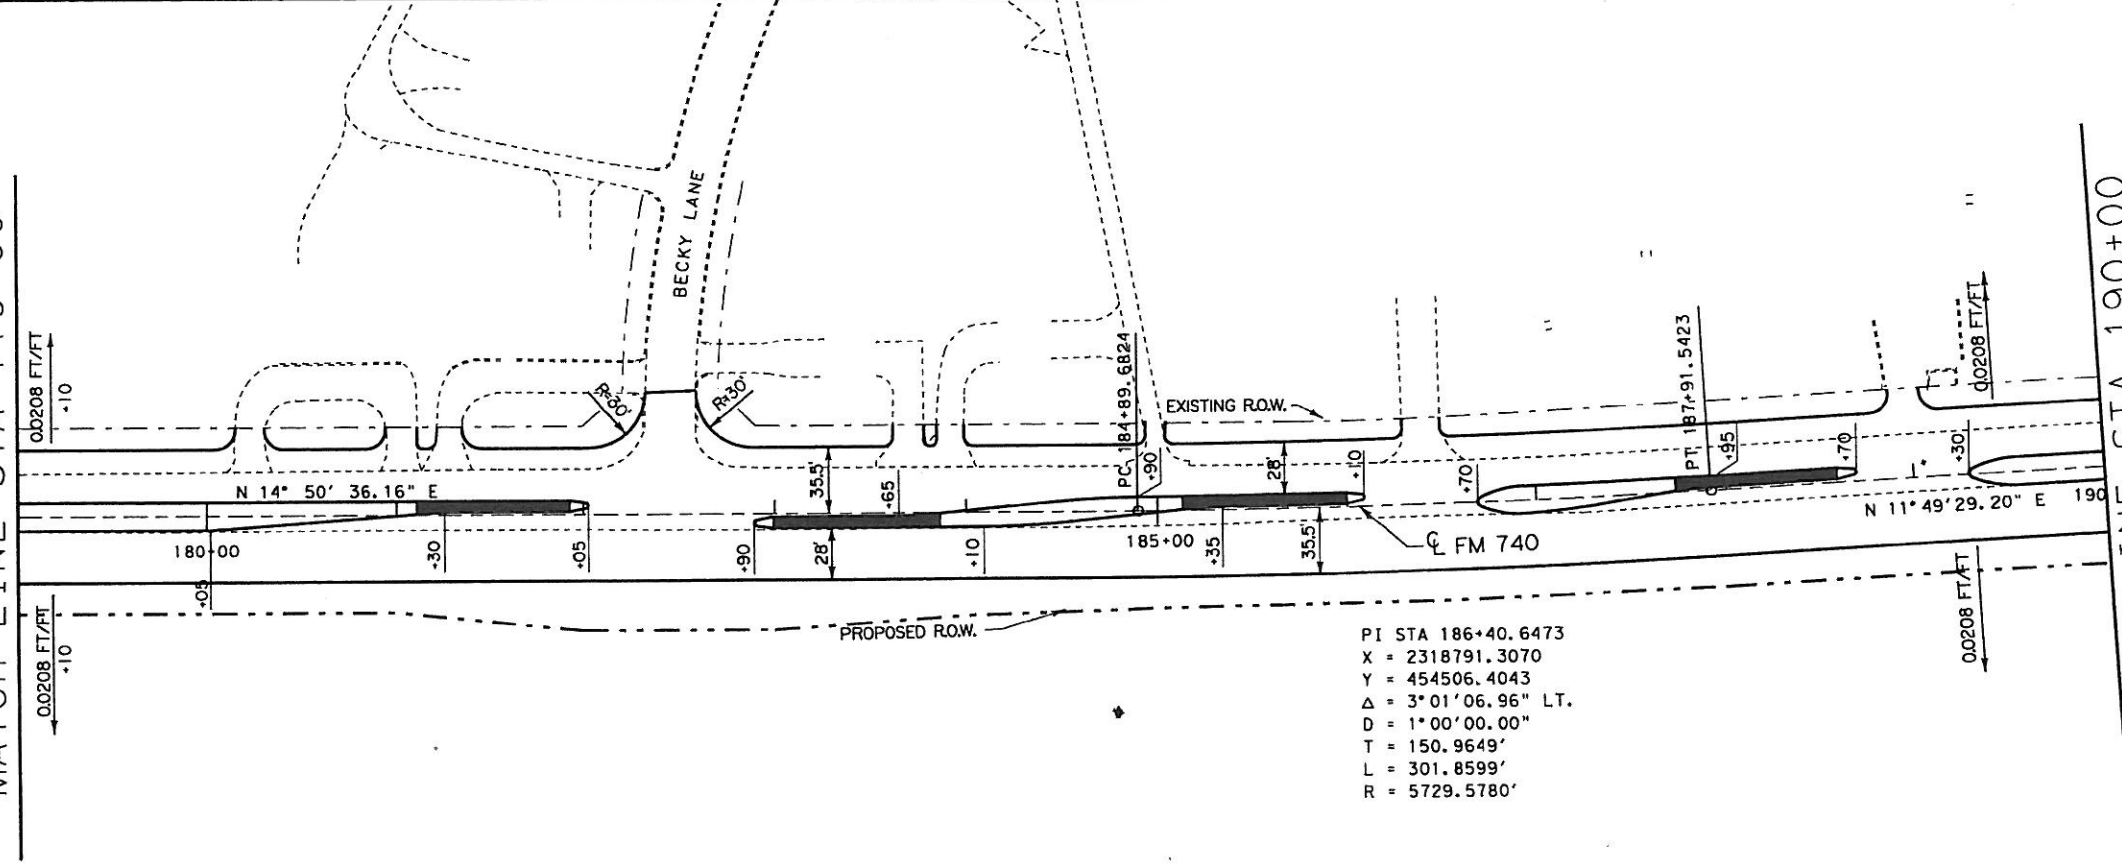 0.0208 FT/FT
+10
N 14° 50' 36.16" E
180+00
+05
0.0208 FT/FT
+10
+30
+05
BECKY LANE
R=30'
R=30'
35.5'
+65
+90
28'
+10
PROPOSED R.O.W.
PC 184+89.6824
+90
185+00
+35
EXISTING R.O.W.
28'
+10
35.5'
℄ FM 740
+70
PT 187+91.5423
+95
+70
+30
0.0208 FT/FT
N 11° 49' 29.20" E
190
0.0208 FT/FT
190+00
PI STA 186+40.6473
X = 2318791.3070
Y = 454506.4043
Δ = 3°01'06.96" LT.
D = 1°00'00.00"
T = 150.9649'
L = 301.8599'
R = 5729.5780'